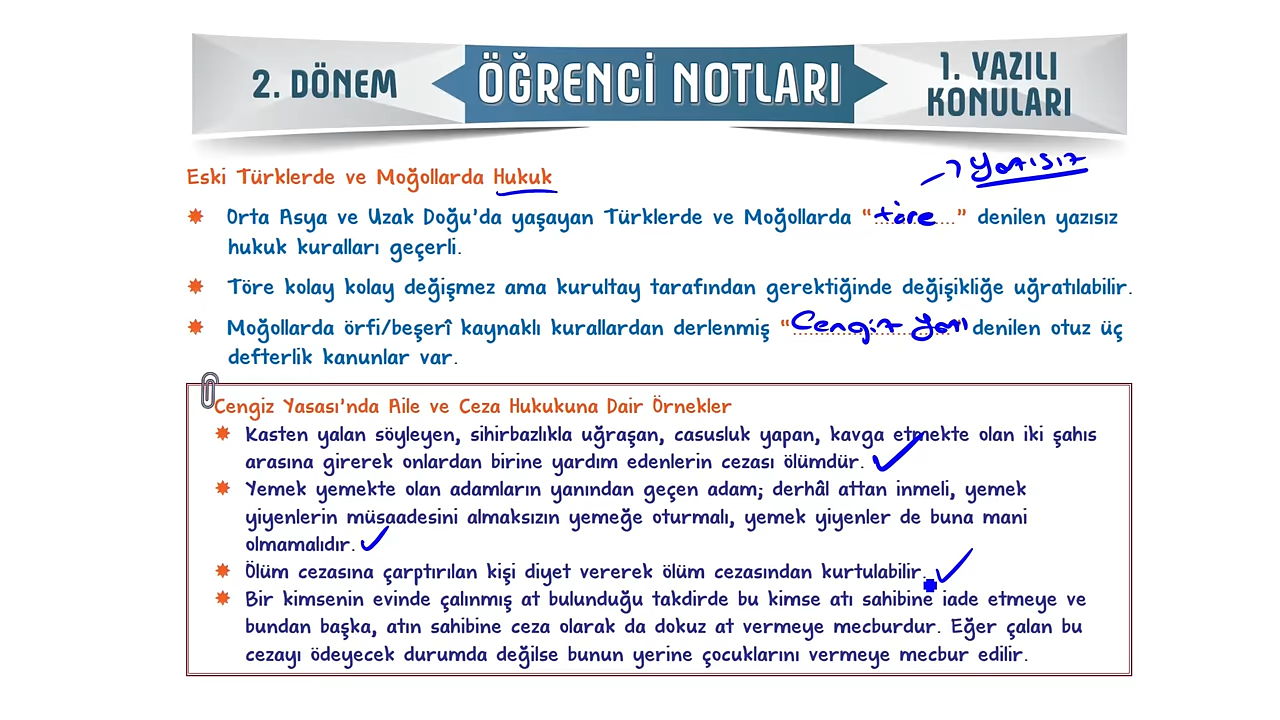 2. DÖNEM
ÖĞRENCİ NOTLARI
1. YAZILI
KONULARI
Eski Türklerde ve Moğollarda Hukuk
yazısız
Orta Asya ve Uzak Doğu'da yaşayan Türklerde ve Moğollarda "töre" denilen yazısız
hukuk kuralları geçerli.
Töre kolay kolay değişmez ama kurultay tarafından gerektiğinde değişikliğe uğratılabilir.
Moğollarda örfi/beşerî kaynaklı kurallardan derlenmiş "Cengiz denilen otuz üç
defterlik kanunlar var.
Cengiz Yasası'nda Aile ve Ceza Hukukuna Dair Örnekler
Kasten yalan söyleyen, sihirbazlıkla uğraşan, casusluk yapan, kavga etmekte olan iki şahıs
arasına girerek onlardan birine yardım edenlerin cezası ölümdür.
Yemek yemekte olan adamların yanından geçen adam; derhâl attan inmeli, yemek
yiyenlerin müsaadesini almaksızın yemeğe oturmalı, yemek yiyenler de buna mani
olmamalıdır.
Ölüm cezasına çarptırılan kişi diyet vererek ölüm cezasından kurtulabilir.
Bir kimsenin evinde çalınmış at bulunduğu takdirde bu kimse atı sahibine iade etmeye ve
bundan başka, atın sahibine ceza olarak da dokuz at vermeye mecburdur. Eğer çalan bu
cezayı ödeyecek durumda değilse bunun yerine çocuklarını vermeye mecbur edilir.